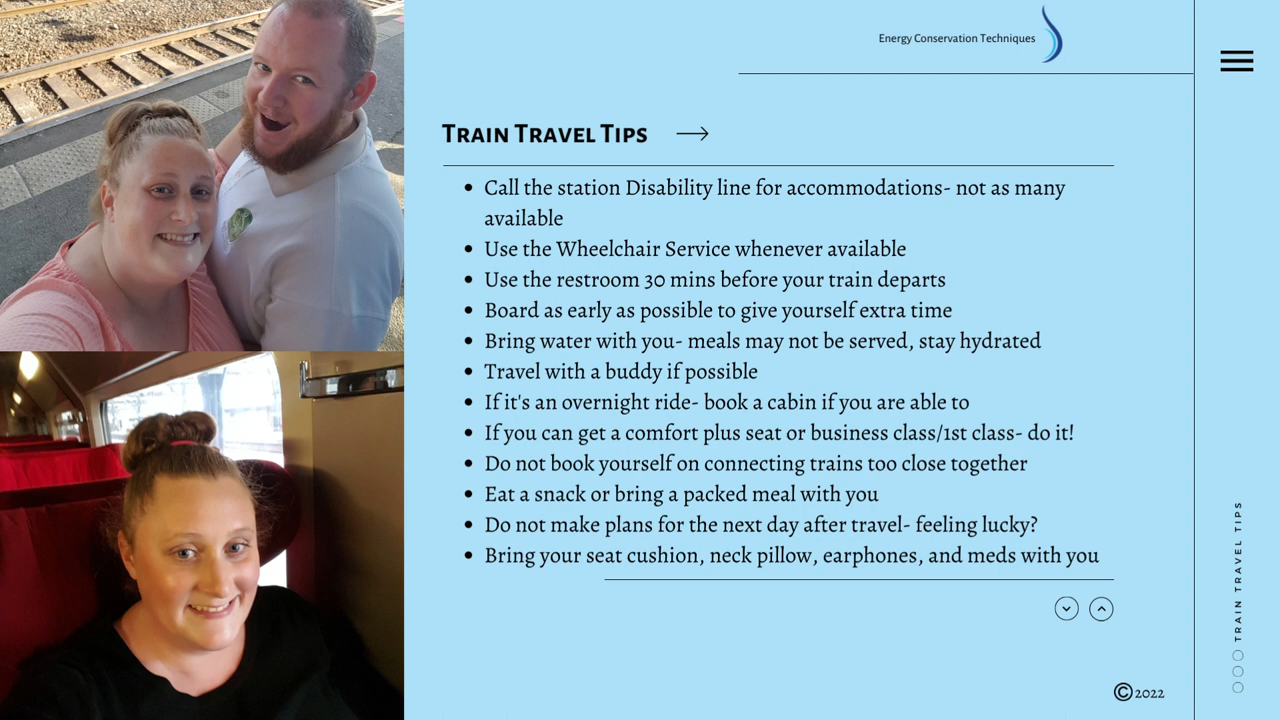 Energy Conservation Techniques
Train Travel Tips
Call the station Disability line for accommodations- not as many
available
Use the Wheelchair Service whenever available
Use the restroom 30 mins before your train departs
Board as early as possible to give yourself extra time
Bring water with you- meals may not be served, stay hydrated
Travel with a buddy if possible
If it's an overnight ride- book a cabin if you are able to
If you can get a comfort plus seat or business class/1st class- do it!
Do not book yourself on connecting trains too close together
Eat a snack or bring a packed meal with you
Do not make plans for the next day after travel- feeling lucky?
Bring your seat cushion, neck pillow, earphones, and meds with you
TRAIN TRAVEL TIPS
©2022